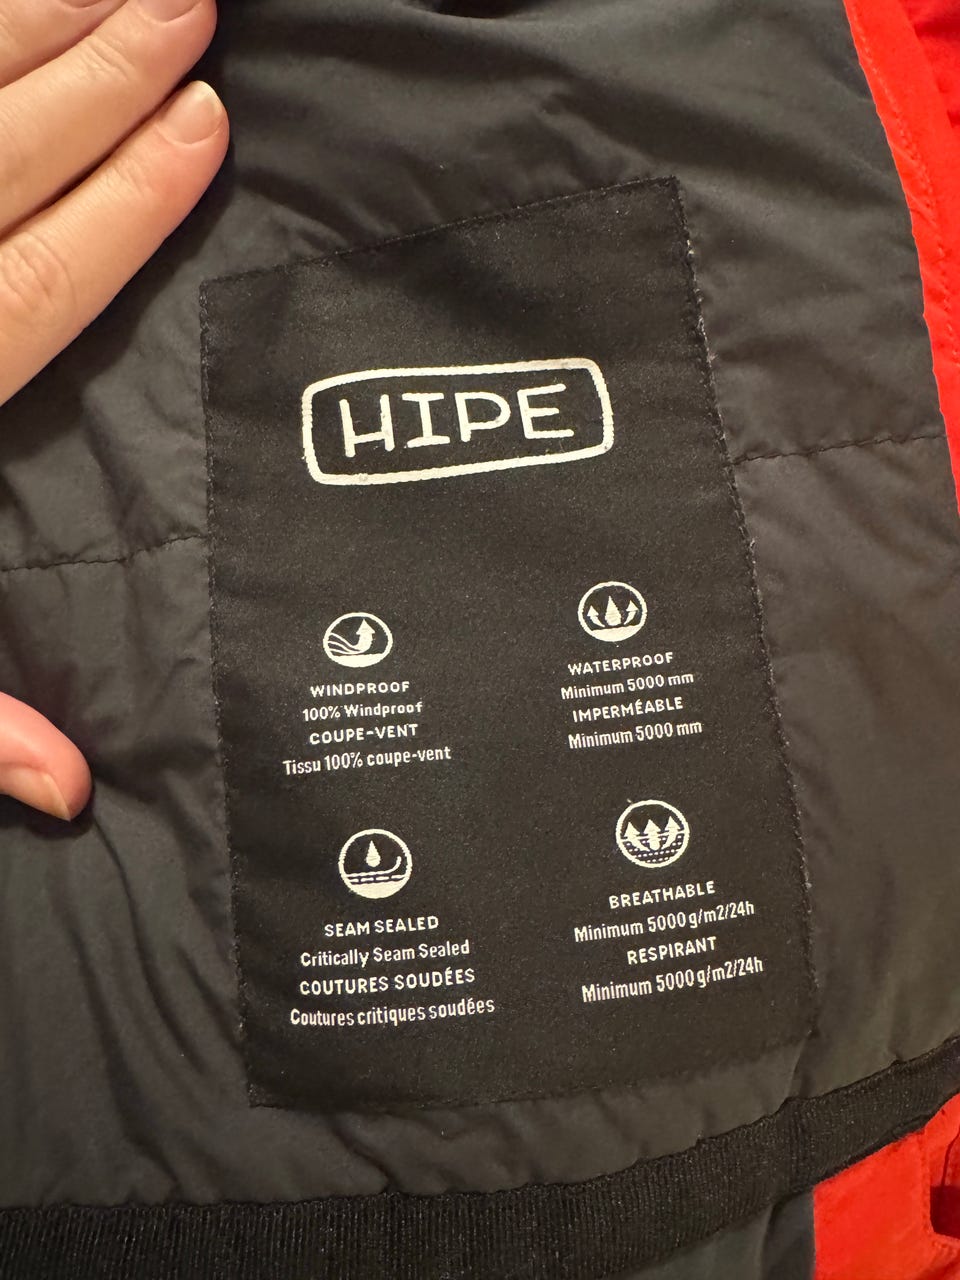 HIPE
WINDPROOF
100% Windproof
COUPE-VENT
Tissu 100% coupe-vent
WATERPROOF
Minimum 5000 mm
IMPERMÉABLE
Minimum 5000 mm
SEAM SEALED
Critically Seam Sealed
COUTURES SOUDÉES
Coutures critiques soudées
BREATHABLE
Minimum 5000 g/m2/24h
RESPIRANT
Minimum 5000 g/m2/24h